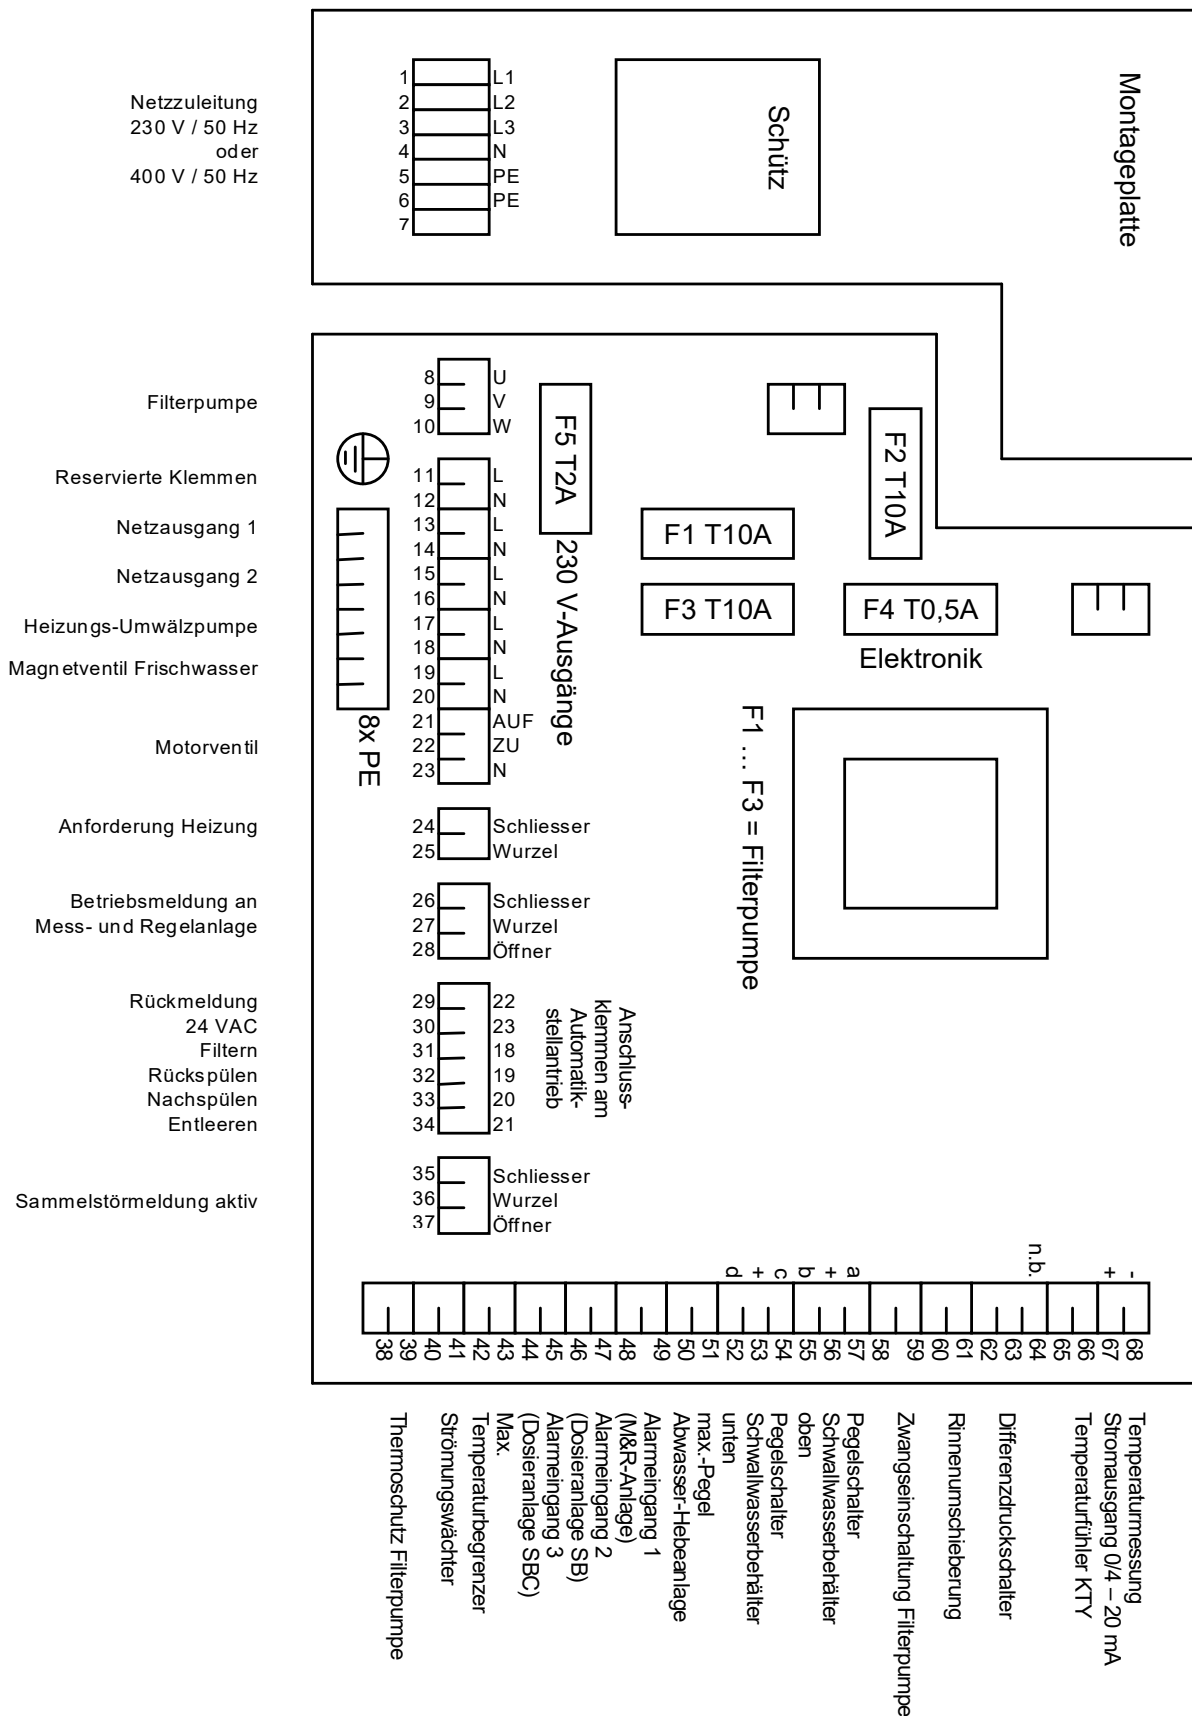 Netzzuleitung
230 V / 50 Hz
oder
400 V / 50 Hz
1 L1
2 L2
3 L3
4 N
5 PE
6 PE
7
Schütz
Montageplatte
Filterpumpe
8 U
9 V
10 W
F5 T2A
230 V-Ausgänge
F2 T10A
F1 T10A
F3 T10A
F4 T0,5A
Elektronik
F1 ... F3 = Filterpumpe
8x PE
Reservierte Klemmen
11 L
12 N
Netzausgang 1
13 L
14 N
Netzausgang 2
15 L
16 N
Heizungs-Umwälzpumpe
17 L
18 N
Magnetventil Frischwasser
19 L
20 N
Motorventil
21 AUF
22 ZU
23 N
Anforderung Heizung
24 Schliesser
25 Wurzel
Betriebsmeldung an
Mess- und Regelanlage
26 Schliesser
27 Wurzel
28 Öffner
Rückmeldung 29 22
24 VAC 30 23
Filtern 31 18
Rückspülen 32 19
Nachspülen 33 20
Entleeren 34 21
Anschluss-
klemmen am
Automatik-
stellantrieb
Sammelstörmeldung aktiv
35 Schliesser
36 Wurzel
37 Öffner
d + c b + a n.b. + -
38 39 40 41 42 43 44 45 46 47 48 49 50 51 52 53 54 55 56 57 58 59 60 61 62 63 64 65 66 67 68
Thermoschutz Filterpumpe
Strömungswächter
Temperaturbegrenzer
Max.
(Dosieranlage SBC)
Alarmeingang 3
(Dosieranlage SB)
Alarmeingang 2
(M&R-Anlage)
Alarmeingang 1
Abwasser-Hebeanlage
max.-Pegel
Pegelschalter
Schwallwasserbehälter
unten
Pegelschalter
Schwallwasserbehälter
oben
Zwangseinschaltung Filterpumpe
Rinnenumschieberung
Differenzdruckschalter
Temperaturfühler KTY
Temperaturmessung
Stromausgang 0/4 – 20 mA